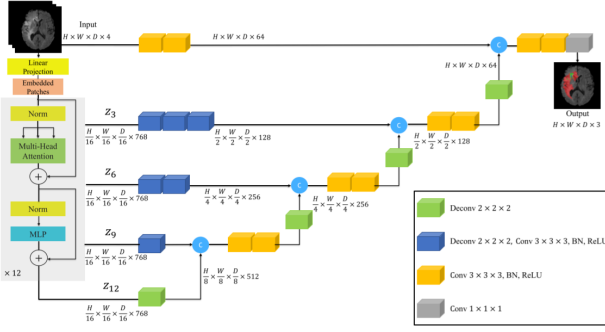 Input
H × W × D × 4
H × W × D × 64
Linear
Projection
Embedded
Patches
H × W × D × 64
Output
H × W × D × 3
Norm
Multi-Head
Attention
+
z3
H/16 × W/16 × D/16 × 768
H/2 × W/2 × D/2 × 128
C
H/2 × W/2 × D/2 × 128
z6
H/16 × W/16 × D/16 × 768
H/4 × W/4 × D/4 × 256
C
H/4 × W/4 × D/4 × 256
Norm
MLP
+
× 12
z9
H/16 × W/16 × D/16 × 768
C
H/8 × W/8 × D/8 × 512
z12
H/16 × W/16 × D/16 × 768
C
Deconv 2 × 2 × 2
Deconv 2 × 2 × 2, Conv 3 × 3 × 3, BN, ReLU
Conv 3 × 3 × 3, BN, ReLU
Conv 1 × 1 × 1